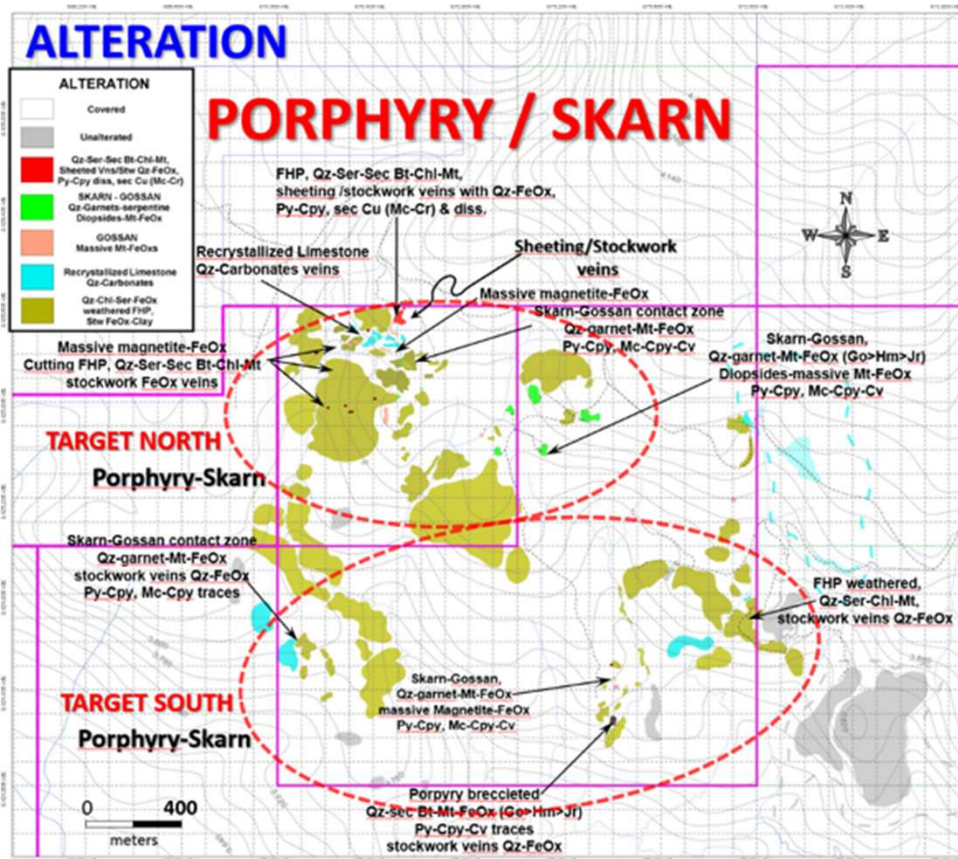 ALTERATION
PORPHYRY / SKARN
ALTERATION
Covered
Unalterated
Qz-Ser-Sec Bt-Chl-Mt,
Sheeted Vns/Stw Qz-FeOx,
Py-Cpy diss, sec Cu (Mc-Cr)
SKARN - GOSSAN
Qz-Garnets-serpentine
Diopsides-Mt-FeOx
GOSSAN
Massive Mt-FeOxs
Recrystallized Limestone
Qz-Carbonates
Qz-Chl-Ser-FeOx
weathered FHP,
Stw FeOx-Clay
FHP, Qz-Ser-Sec Bt-Chl-Mt,
sheeting /stockwork veins with Qz-FeOx,
Py-Cpy, sec Cu (Mc-Cr) & diss.
N
W E
S
Recrystallized Limestone
Qz-Carbonates veins
Sheeting/Stockwork
veins
Massive magnetite-FeOx
Skarn-Gossan contact zone
Qz-garnet-Mt-FeOx
Py-Cpy, Mc-Cpy-Cv
Skarn-Gossan,
Qz-garnet-Mt-FeOx (Go>Hm>Jr)
Diopsides-massive Mt-FeOx
Py-Cpy, Mc-Cpy-Cv
Massive magnetite-FeOx
Cutting FHP, Qz-Ser-Sec Bt-Chl-Mt
stockwork FeOx veins
TARGET NORTH
Porphyry-Skarn
Skarn-Gossan contact zone
Qz-garnet-Mt-FeOx
stockwork veins Qz-FeOx
Py-Cpy, Mc-Cpy traces
FHP weathered,
Qz-Ser-Chl-Mt,
stockwork veins Qz-FeOx
TARGET SOUTH
Porphyry-Skarn
Skarn-Gossan,
Qz-garnet-Mt-FeOx
massive Magnetite-FeOx
Py-Cpy, Mc-Cpy-Cv
Porpyry brecciated
Qz-sec Bt-Mt-FeOx (Go>Hm>Jr)
Py-Cpy-Cv traces
stockwork veins Qz-FeOx
0 400
meters